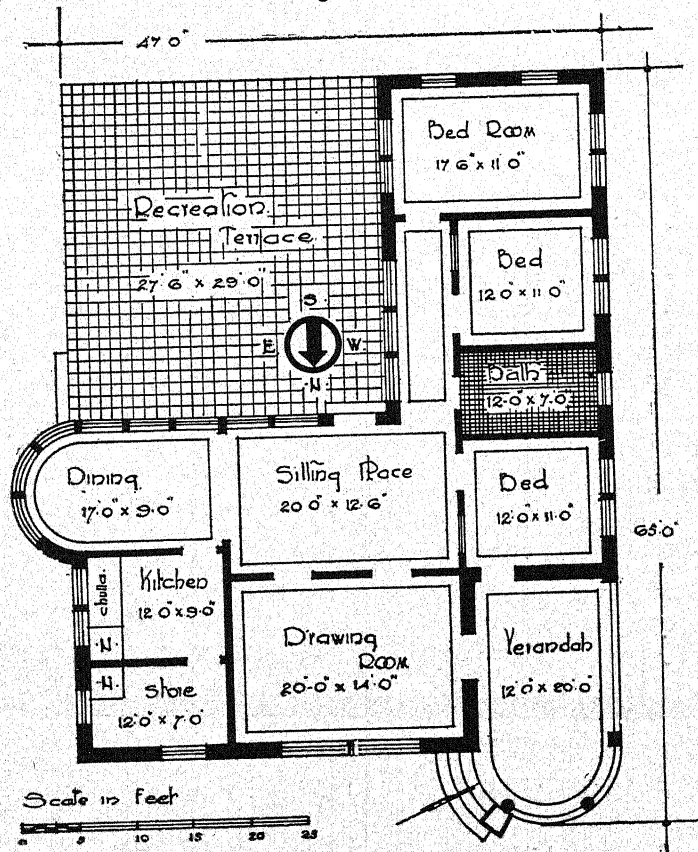 47'0"
Bed Room
17'6" x 11'0"
Recreation
Terrace
27'6" x 29'0"
S
E
W
N
Bed
12'0" x 11'0"
Bath
12'0" x 7'0"
Dining
17'0" x 9'0"
Sitting Place
20'0" x 12'6"
Bed
12'0" x 11'0"
65'0"
chulla
Kitchen
12'0" x 9'0"
N
N
Store
12'0" x 7'0"
Drawing
Room
20'-0" x 14'-0"
Verandah
12'0" x 20'0"
Scale in feet
0 5 10 15 20 25